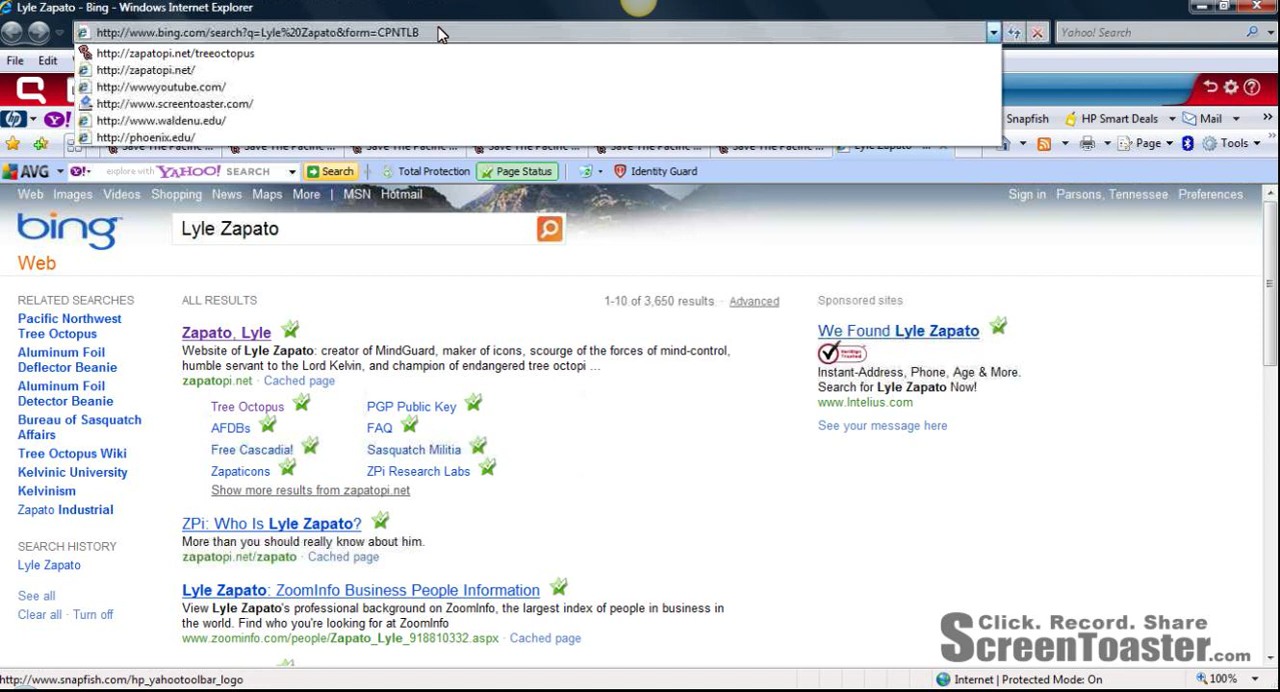 Lyle Zapato - Bing - Windows Internet Explorer
http://www.bing.com/search?q=Lyle%20Zapato&form=CPNTLB
Yahoo! Search
http://zapatopi.net/treeoctopus
File Edit
http://zapatopi.net/
http://wwwyoutube.com/
http://www.screentoaster.com/
http://www.waldenu.edu/
http://phoenix.edu/
Snapfish HP Smart Deals Mail
Page Tools
AVG explore with YAHOO! SEARCH Search Total Protection Page Status Identity Guard
Web Images Videos Shopping News Maps More | MSN Hotmail
Sign in Parsons, Tennessee Preferences
bing
Lyle Zapato
Web
RELATED SEARCHES
Pacific Northwest
Tree Octopus
Aluminum Foil
Deflector Beanie
Aluminum Foil
Detector Beanie
Bureau of Sasquatch
Affairs
Tree Octopus Wiki
Kelvinic University
Kelvinism
Zapato Industrial
SEARCH HISTORY
Lyle Zapato
See all
Clear all · Turn off
ALL RESULTS
1-10 of 3,650 results · Advanced
Zapato, Lyle
Website of Lyle Zapato: creator of MindGuard, maker of icons, scourge of the forces of mind-control,
humble servant to the Lord Kelvin, and champion of endangered tree octopi ...
zapatopi.net · Cached page
Tree Octopus PGP Public Key
AFDBs FAQ
Free Cascadia! Sasquatch Militia
Zapaticons ZPi Research Labs
Show more results from zapatopi.net
ZPi: Who Is Lyle Zapato?
More than you should really know about him.
zapatopi.net/zapato · Cached page
Lyle Zapato: ZoomInfo Business People Information
View Lyle Zapato's professional background on ZoomInfo, the largest index of people in business in
the world. Find who you're looking for at ZoomInfo
www.zoominfo.com/people/Zapato_Lyle_918810332.aspx · Cached page
Sponsored sites
We Found Lyle Zapato
Instant-Address, Phone, Age & More.
Search for Lyle Zapato Now!
www.Intelius.com
See your message here
Click. Record. Share
ScreenToaster.com
http://www.snapfish.com/hp_yahootoolbar_logo
Internet | Protected Mode: On
100%